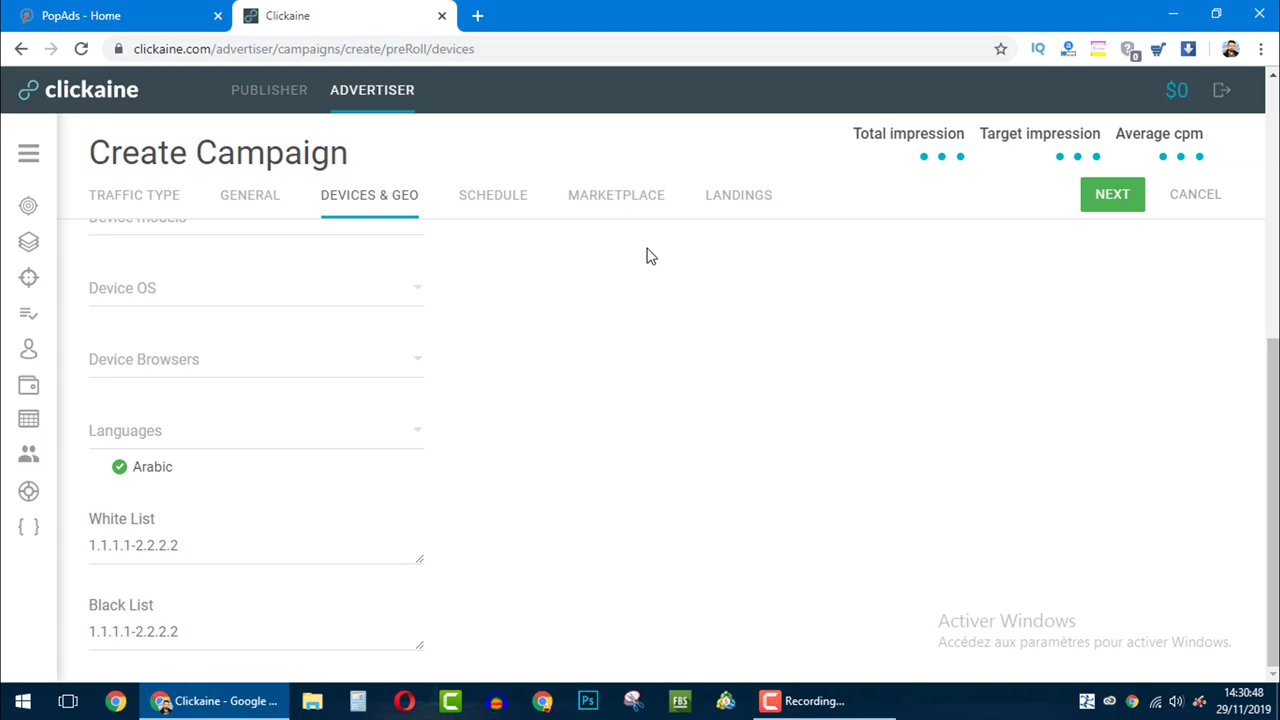 PopAds - Home
Clickaine
clickaine.com/advertiser/campaigns/create/preRoll/devices
IQ
0
clickaine
PUBLISHER
ADVERTISER
$0
Create Campaign
Total impression
Target impression
Average cpm
TRAFFIC TYPE
GENERAL
DEVICES & GEO
SCHEDULE
MARKETPLACE
LANDINGS
NEXT
CANCEL
Device models
Device OS
Device Browsers
Languages
Arabic
White List
1.1.1.1-2.2.2.2
Black List
1.1.1.1-2.2.2.2
Activer Windows
Accédez aux paramètres pour activer Windows.
Clickaine - Google ...
Ps
FBS
Recording...
14:30:48
29/11/2019